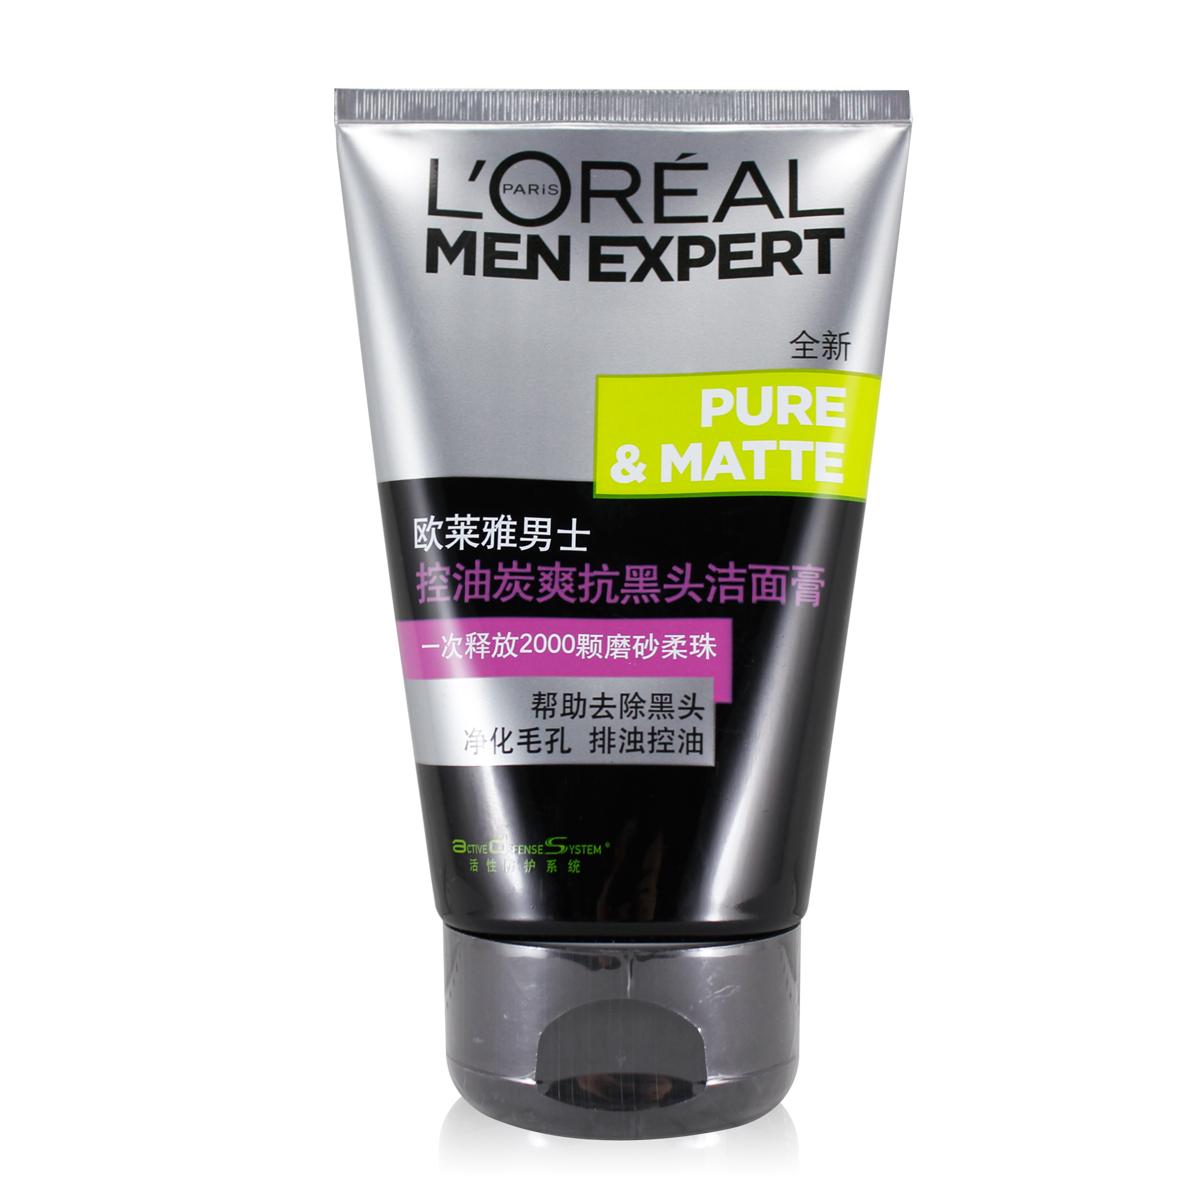 L'ORÉAL
PARIS
MEN EXPERT
全新
PURE
& MATTE
欧莱雅男士
控油炭爽抗黑头洁面膏
一次释放2000颗磨砂柔珠
帮助去除黑头
净化毛孔 排浊控油
ACTIVE DEFENSE SYSTEM
活性防护系统